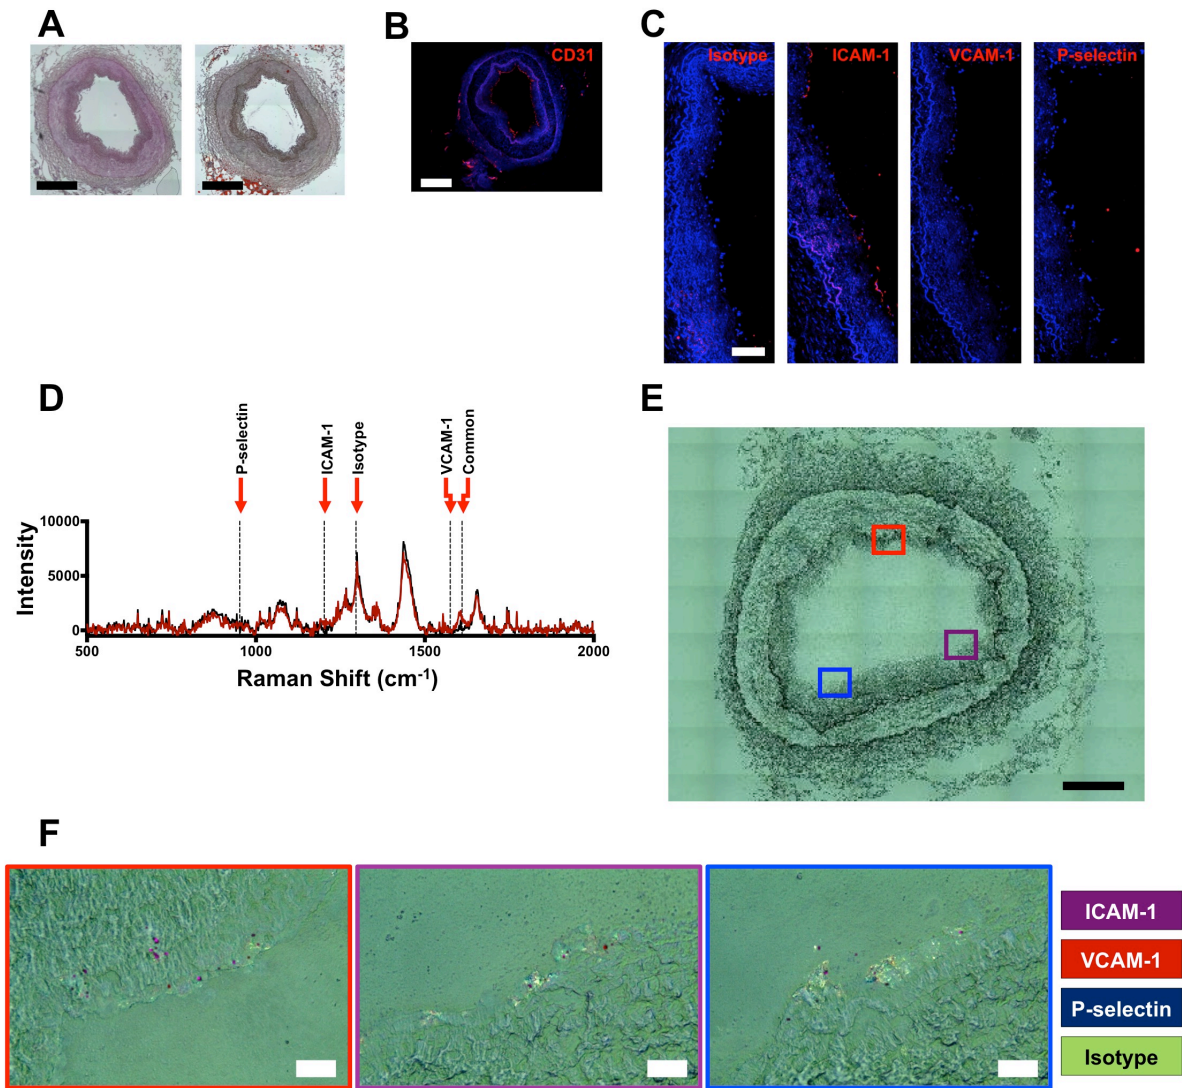 A
B
CD31
C
Isotype
ICAM-1
VCAM-1
P-selectin
D
P-selectin
ICAM-1
Isotype
VCAM-1
Common
10000
5000
0
Intensity
500
1000
1500
2000
Raman Shift (cm-1)
E
F
ICAM-1
VCAM-1
P-selectin
Isotype